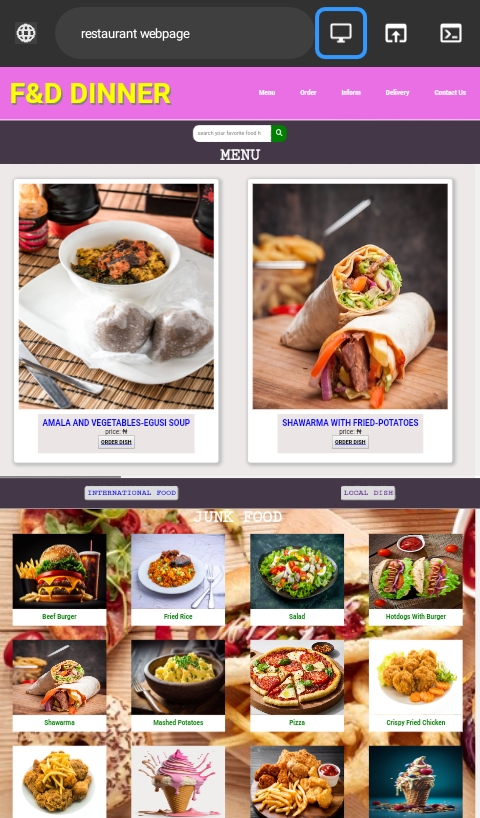 restaurant webpage
F&D DINNER
Menu Order Inform Delivery Contact Us
search your favorite food h
MENU
AMALA AND VEGETABLES-EGUSI SOUP
price: ₦
ORDER DISH
SHAWARMA WITH FRIED-POTATOES
price: ₦
ORDER DISH
INTERNATIONAL FOOD
LOCAL DISH
JUNK FOOD
Beef Burger
Fried Rice
Salad
Hotdogs With Burger
Shawarma
Mashed Potatoes
Pizza
Crispy Fried Chicken